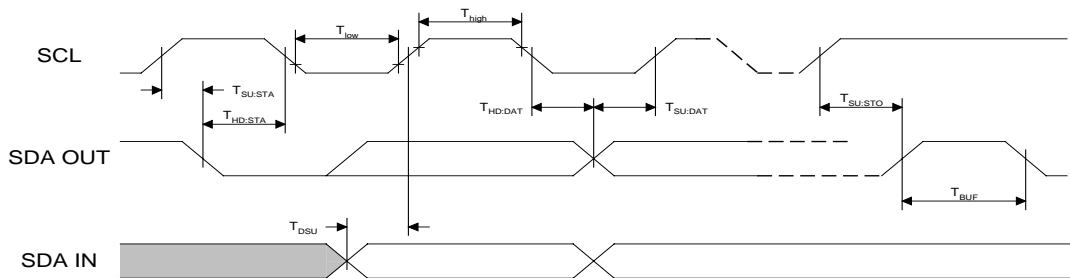 T_high
T_low
SCL
T_SU:STA
T_HD:DAT
T_SU:DAT
T_SU:STO
T_HD:STA
SDA OUT
T_BUF
T_DSU
SDA IN